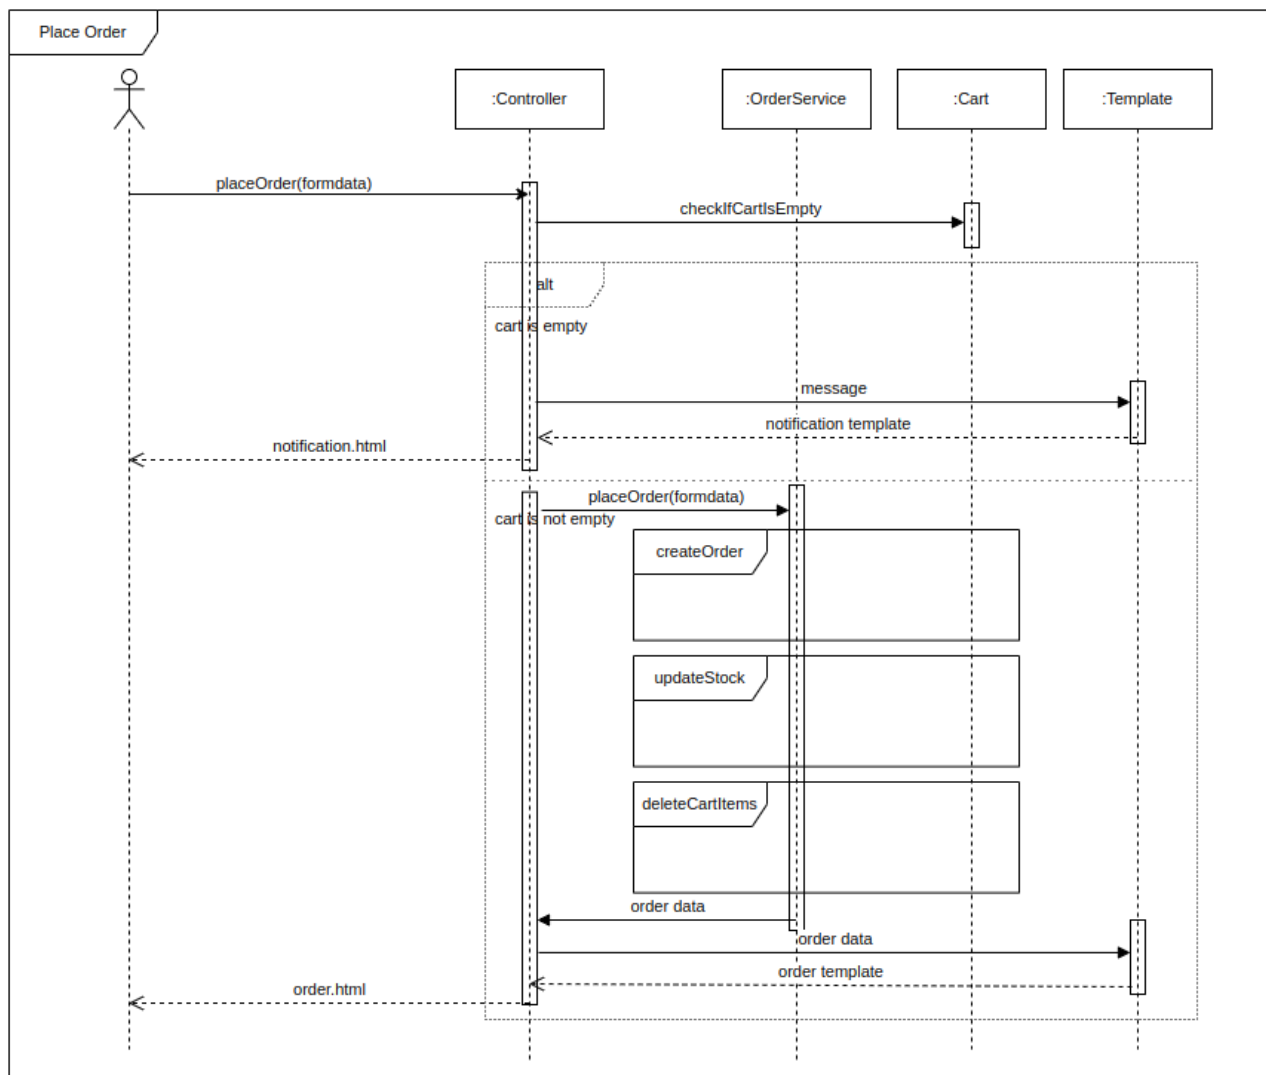 Place Order
:Controller
:OrderService
:Cart
:Template
placeOrder(formdata)
checkIfCartIsEmpty
alt
cart is empty
message
notification template
notification.html
placeOrder(formdata)
cart is not empty
createOrder
updateStock
deleteCartItems
order data
order data
order template
order.html